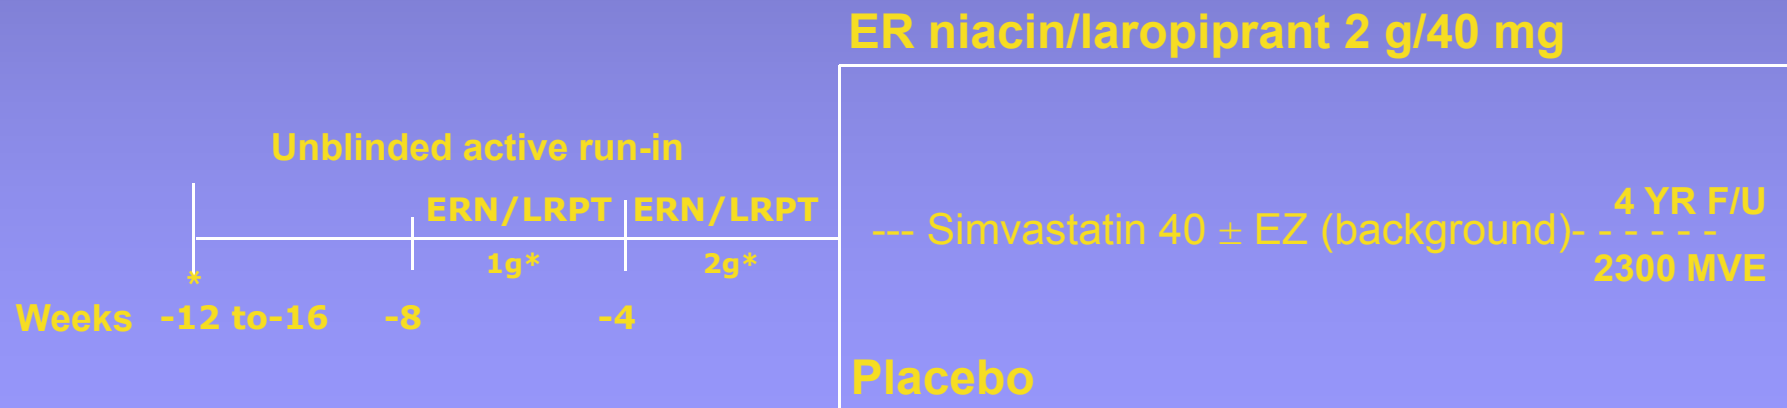 ER niacin/laropiprant 2 g/40 mg
Unblinded active run-in
ERN/LRPT ERN/LRPT
1g* 2g*
*
Weeks -12 to-16 -8 -4
4 YR F/U
--- Simvastatin 40 ± EZ (background)- - - - - -
2300 MVE
Placebo